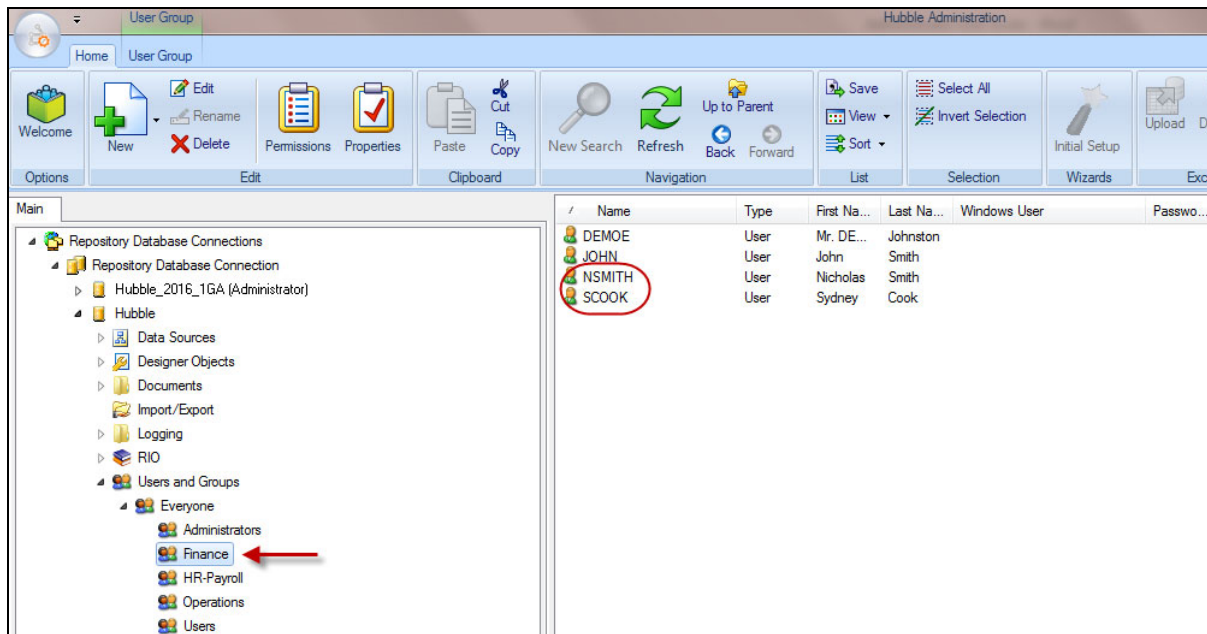 User Group
Hubble Administration
Home
User Group
Welcome
New
Edit
Rename
Delete
Permissions
Properties
Paste
Cut
Copy
New Search
Refresh
Up to Parent
Back
Forward
Save
View
Sort
Select All
Invert Selection
Initial Setup
Upload
D
Options
Edit
Clipboard
Navigation
List
Selection
Wizards
Exc
Main
Repository Database Connections
Repository Database Connection
Hubble_2016_1GA (Administrator)
Hubble
Data Sources
Designer Objects
Documents
Import/Export
Logging
RIO
Users and Groups
Everyone
Administrators
Finance
HR-Payroll
Operations
Users
Name Type First Na... Last Na... Windows User Passwo...
DEMOE User Mr. DE... Johnston
JOHN User John Smith
NSMITH User Nicholas Smith
SCOOK User Sydney Cook